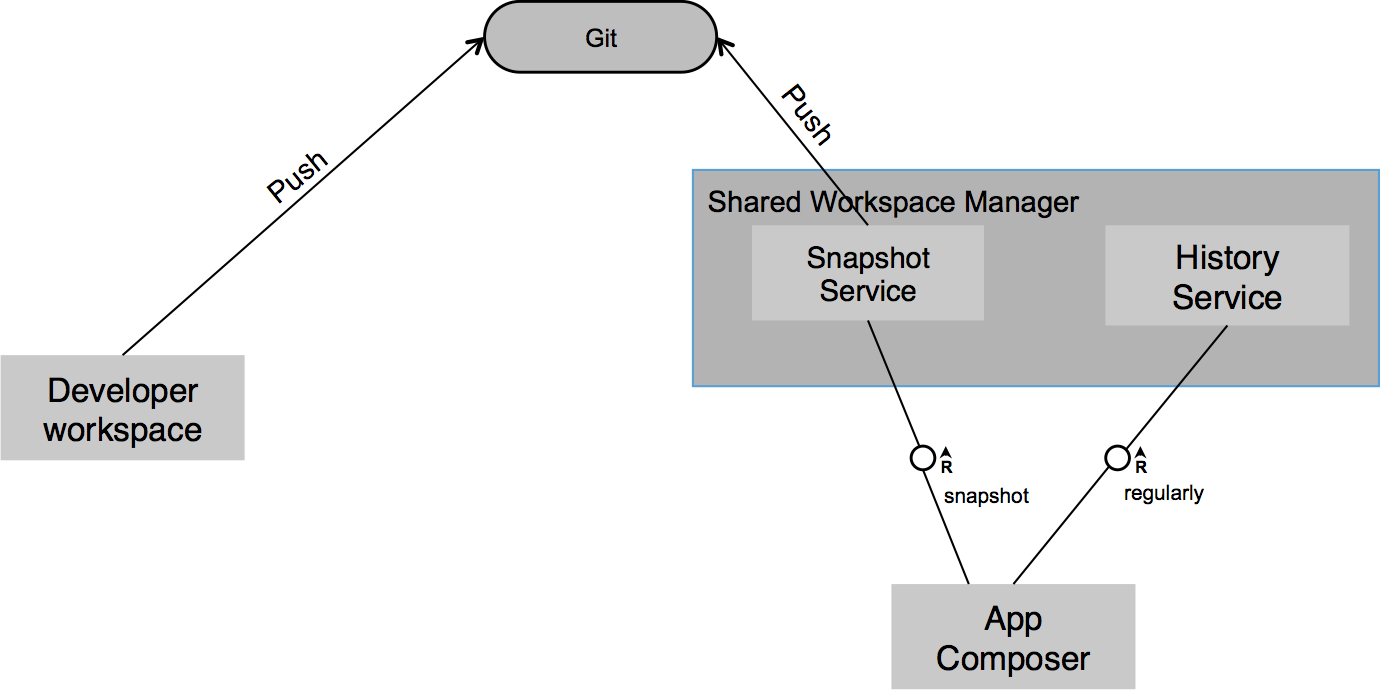 Git
Push
Push
Shared Workspace Manager
Snapshot
Service
History
Service
Developer
workspace
R
snapshot
R
regularly
App
Composer